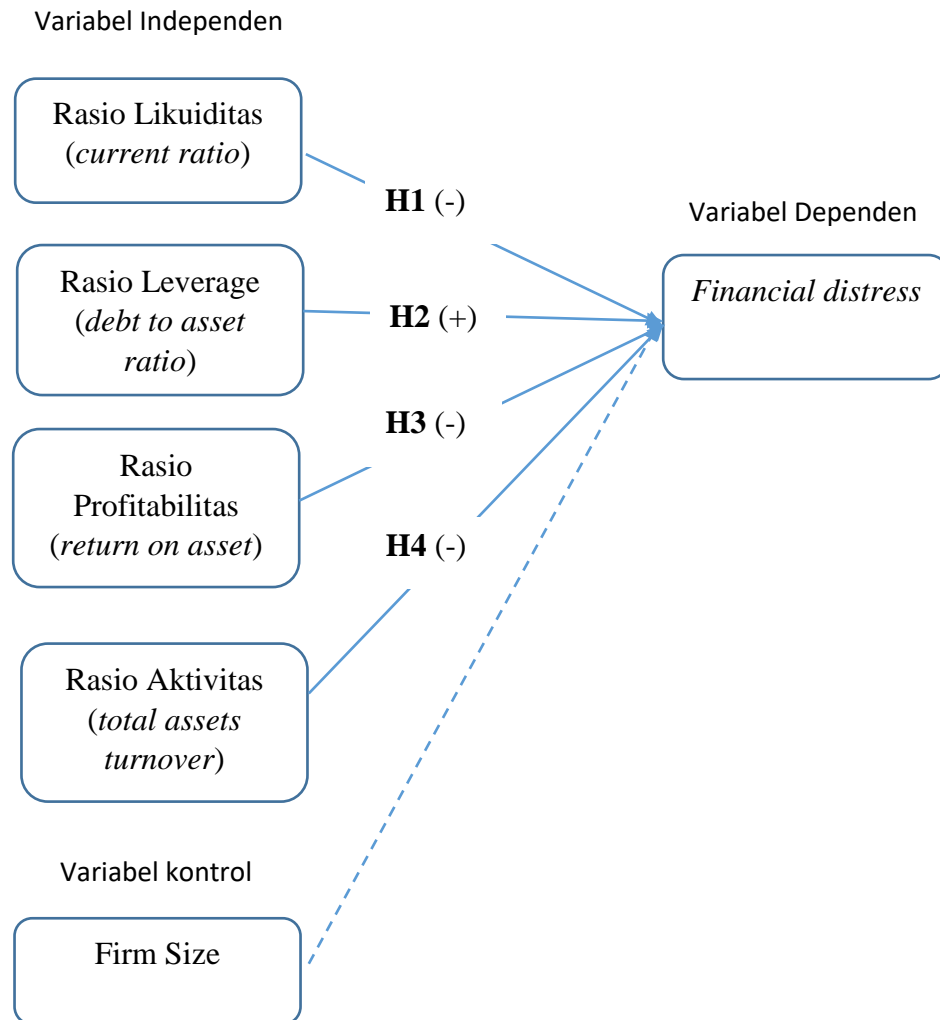 Variabel Independen
Rasio Likuiditas
(current ratio)
H1 (-)
Variabel Dependen
Financial distress
Rasio Leverage
(debt to asset
ratio)
H2 (+)
H3 (-)
Rasio
Profitabilitas
(return on asset)
H4 (-)
Rasio Aktivitas
(total assets
turnover)
Variabel kontrol
Firm Size